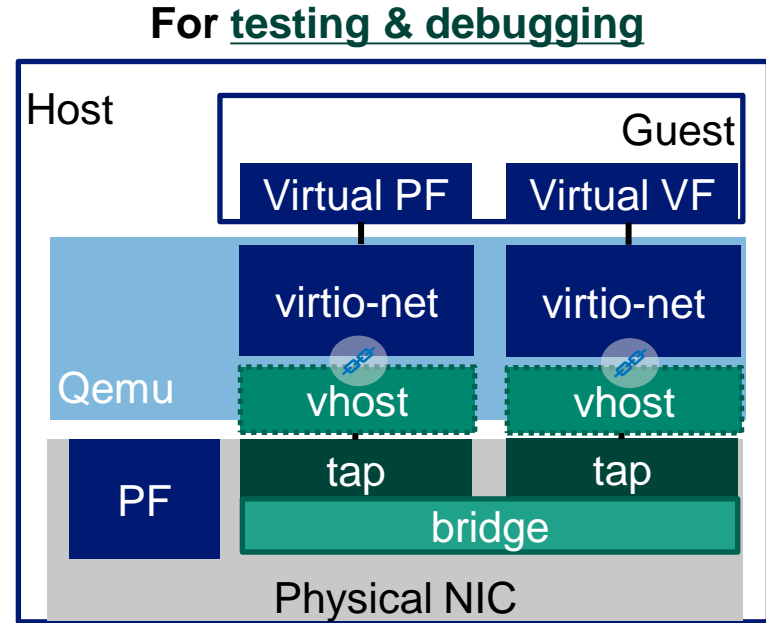 For testing & debugging
Host
Guest
Virtual PF
Virtual VF
virtio-net
virtio-net
Qemu
vhost
vhost
PF
tap
tap
bridge
Physical NIC